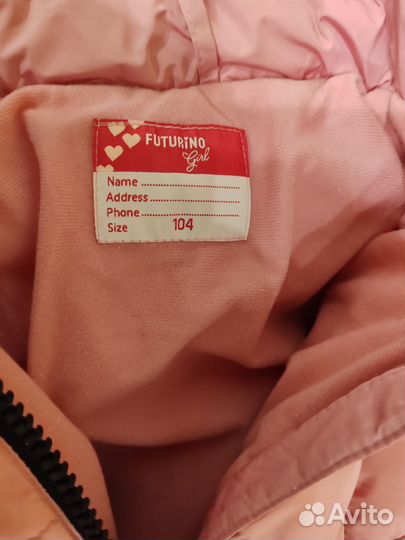 FUTURINO
Girl
Name
Address
Phone
Size 104
Avito